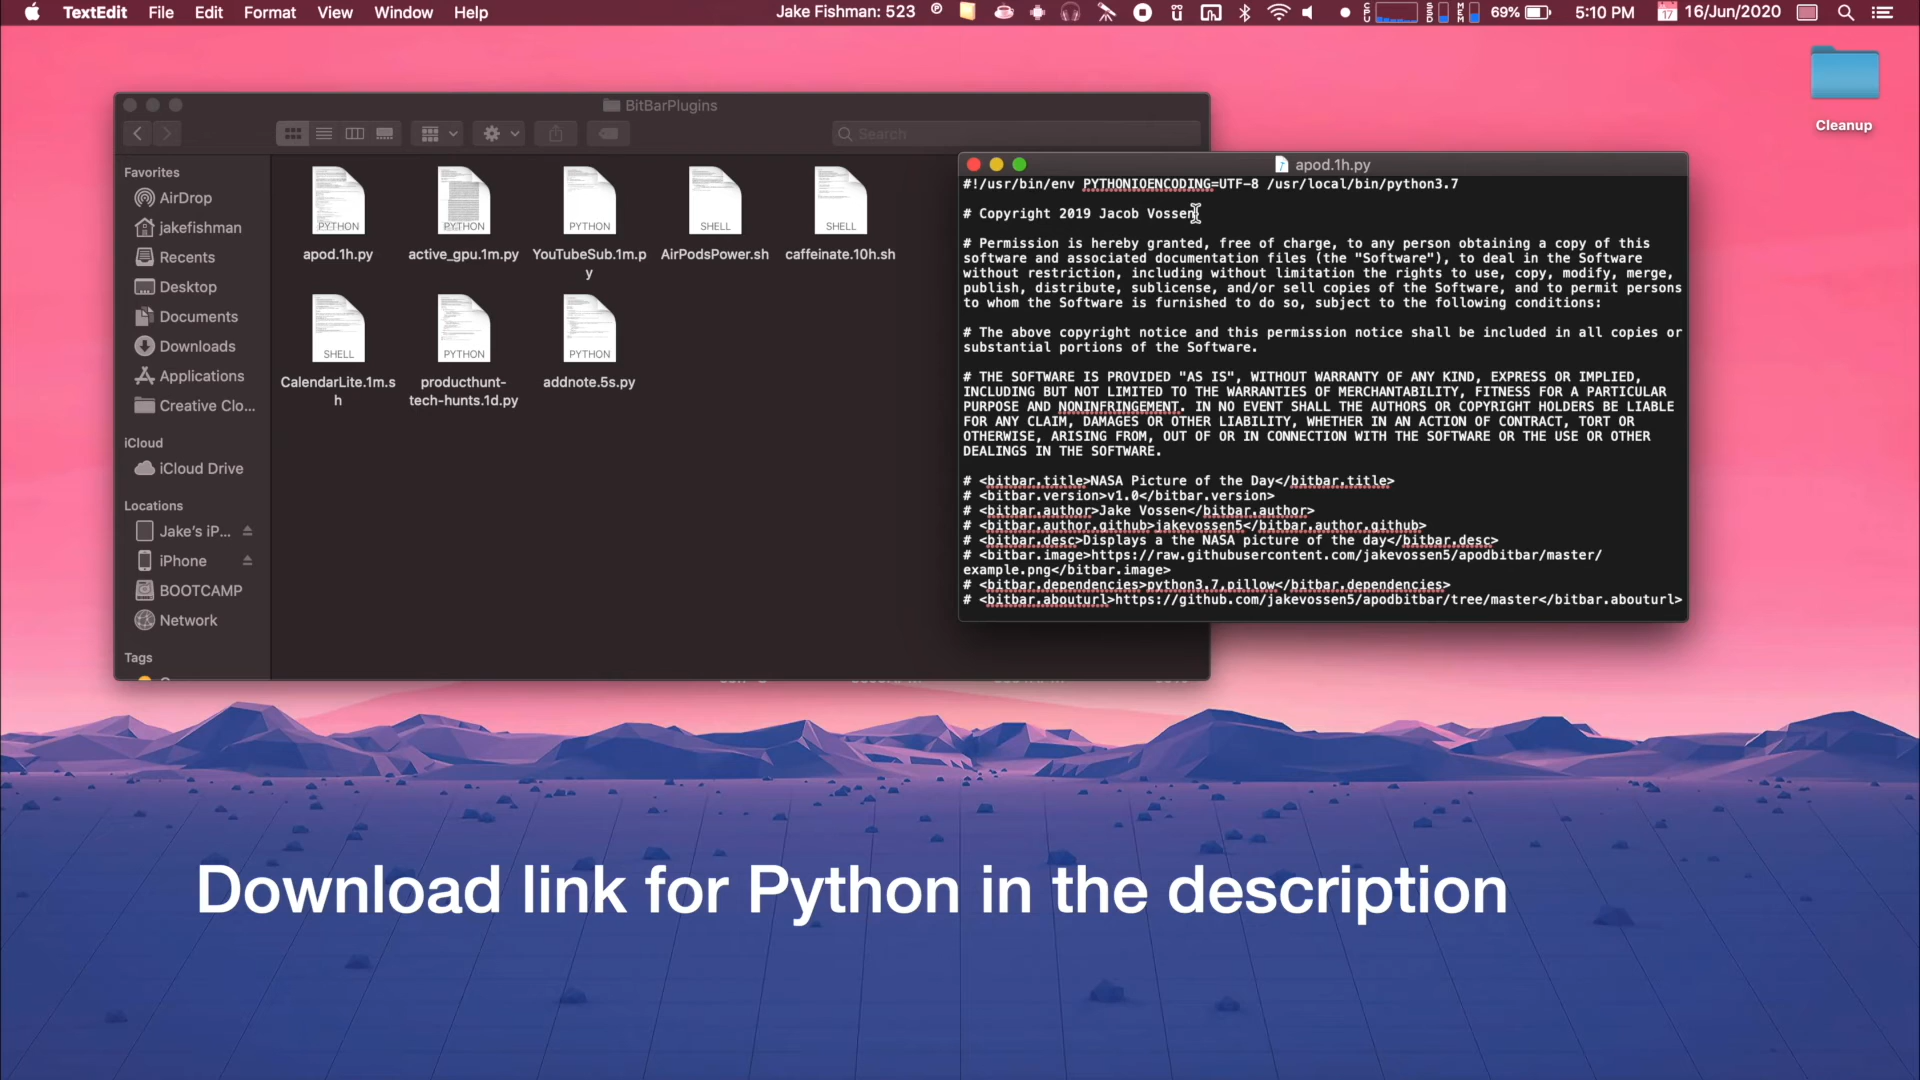 TextEdit File Edit Format View Window Help Jake Fishman: 523 69% 5:10 PM 17 16/Jun/2020
Cleanup
BitBarPlugins
Search
Favorites
AirDrop
jakefishman
Recents
Desktop
Documents
Downloads
Applications
Creative Clo...
iCloud
iCloud Drive
Locations
Jake's iP...
iPhone
BOOTCAMP
Network
Tags
PYTHON PYTHON PYTHON SHELL SHELL
apod.1h.py active_gpu.1m.py YouTubeSub.1m.p AirPodsPower.sh caffeinate.10h.sh
y
SHELL PYTHON PYTHON
CalendarLite.1m.s producthunt- addnote.5s.py
h tech-hunts.1d.py
apod.1h.py
#!/usr/bin/env PYTHONIOENCODING=UTF-8 /usr/local/bin/python3.7
# Copyright 2019 Jacob Vossen
# Permission is hereby granted, free of charge, to any person obtaining a copy of this
software and associated documentation files (the "Software"), to deal in the Software
without restriction, including without limitation the rights to use, copy, modify, merge,
publish, distribute, sublicense, and/or sell copies of the Software, and to permit persons
to whom the Software is furnished to do so, subject to the following conditions:
# The above copyright notice and this permission notice shall be included in all copies or
substantial portions of the Software.
# THE SOFTWARE IS PROVIDED "AS IS", WITHOUT WARRANTY OF ANY KIND, EXPRESS OR IMPLIED,
INCLUDING BUT NOT LIMITED TO THE WARRANTIES OF MERCHANTABILITY, FITNESS FOR A PARTICULAR
PURPOSE AND NONINFRINGEMENT. IN NO EVENT SHALL THE AUTHORS OR COPYRIGHT HOLDERS BE LIABLE
FOR ANY CLAIM, DAMAGES OR OTHER LIABILITY, WHETHER IN AN ACTION OF CONTRACT, TORT OR
OTHERWISE, ARISING FROM, OUT OF OR IN CONNECTION WITH THE SOFTWARE OR THE USE OR OTHER
DEALINGS IN THE SOFTWARE.
# <bitbar.title>NASA Picture of the Day</bitbar.title>
# <bitbar.version>v1.0</bitbar.version>
# <bitbar.author>Jake Vossen</bitbar.author>
# <bitbar.author.github>jakevossen5</bitbar.author.github>
# <bitbar.desc>Displays a the NASA picture of the day</bitbar.desc>
# <bitbar.image>https://raw.githubusercontent.com/jakevossen5/apodbitbar/master/
example.png</bitbar.image>
# <bitbar.dependencies>python3.7,pillow</bitbar.dependencies>
# <bitbar.abouturl>https://github.com/jakevossen5/apodbitbar/tree/master</bitbar.abouturl>
Download link for Python in the description